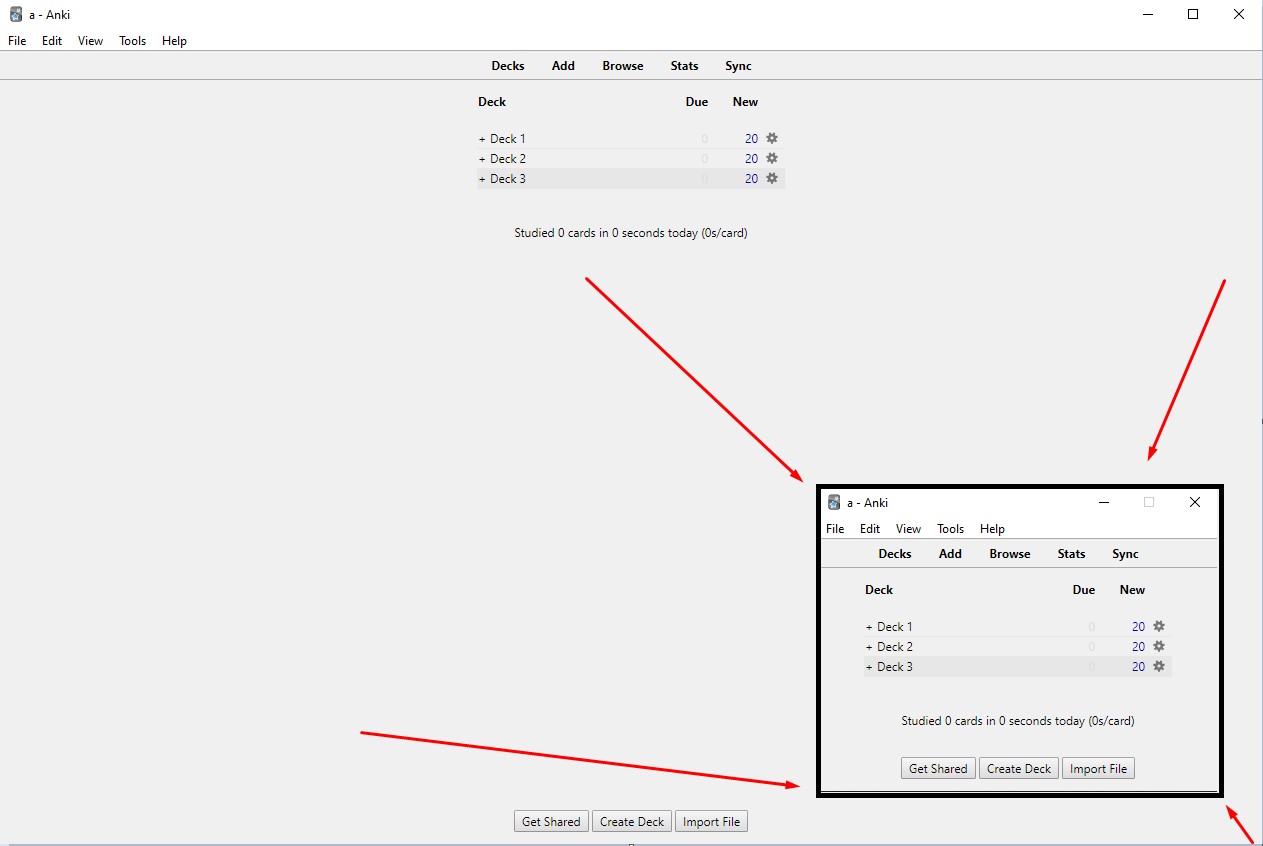 a - Anki
File Edit View Tools Help
Decks Add Browse Stats Sync
Deck Due New
+ Deck 1 0 20
+ Deck 2 0 20
+ Deck 3 0 20
Studied 0 cards in 0 seconds today (0s/card)
a - Anki
File Edit View Tools Help
Decks Add Browse Stats Sync
Deck Due New
+ Deck 1 0 20
+ Deck 2 0 20
+ Deck 3 0 20
Studied 0 cards in 0 seconds today (0s/card)
Get Shared Create Deck Import File
Get Shared Create Deck Import File